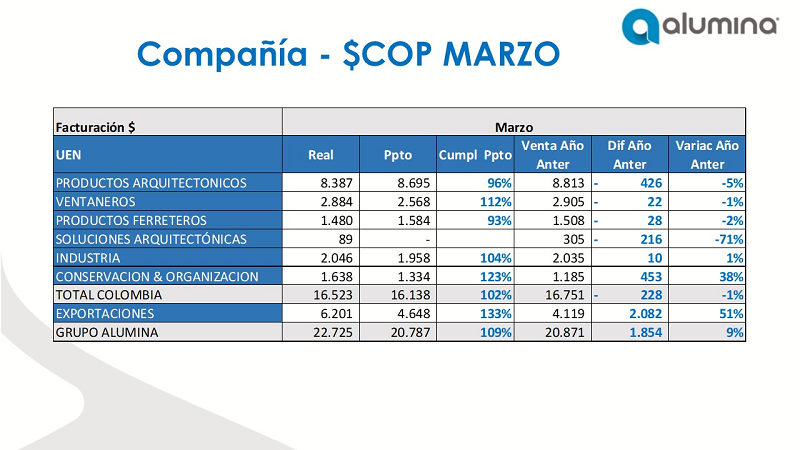 alumina
Compañía - $COP MARZO
Facturación $ Marzo
UEN Real Ppto Cumpl Ppto Venta Año Anter Dif Año Anter Variac Año Anter
PRODUCTOS ARQUITECTONICOS 8.387 8.695 96% 8.813 - 426 -5%
VENTANEROS 2.884 2.568 112% 2.905 - 22 -1%
PRODUCTOS FERRETEROS 1.480 1.584 93% 1.508 - 28 -2%
SOLUCIONES ARQUITECTÓNICAS 89 - 305 - 216 -71%
INDUSTRIA 2.046 1.958 104% 2.035 10 1%
CONSERVACION & ORGANIZACION 1.638 1.334 123% 1.185 453 38%
TOTAL COLOMBIA 16.523 16.138 102% 16.751 - 228 -1%
EXPORTACIONES 6.201 4.648 133% 4.119 2.082 51%
GRUPO ALUMINA 22.725 20.787 109% 20.871 1.854 9%